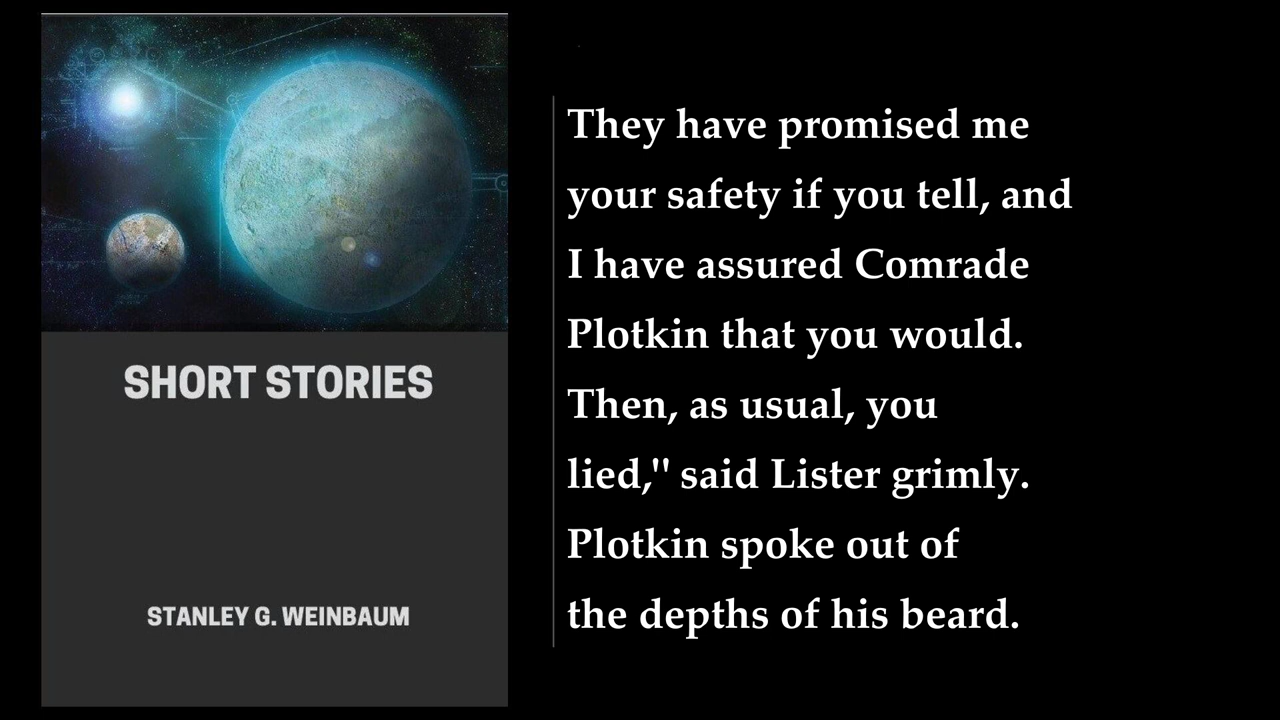 SHORT STORIES
STANLEY G. WEINBAUM
They have promised me
your safety if you tell, and
I have assured Comrade
Plotkin that you would.
Then, as usual, you
lied," said Lister grimly.
Plotkin spoke out of
the depths of his beard.